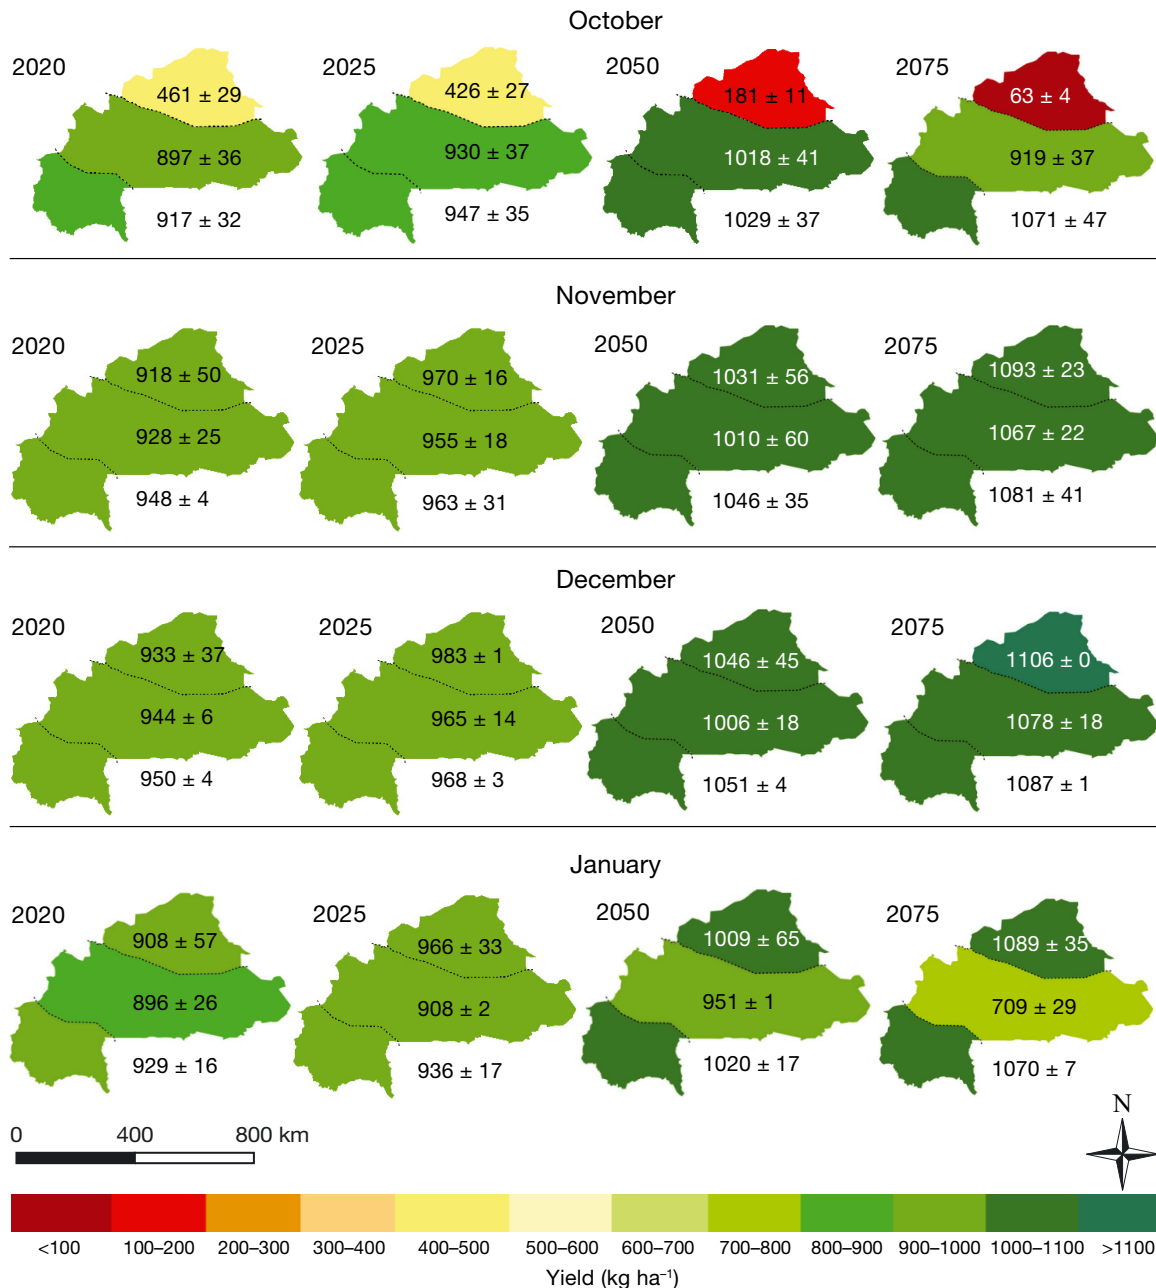 October
2020 2025 2050 2075
461 ± 29 426 ± 27 181 ± 11 63 ± 4
897 ± 36 930 ± 37 1018 ± 41 919 ± 37
917 ± 32 947 ± 35 1029 ± 37 1071 ± 47
November
2020 2025 2050 2075
918 ± 50 970 ± 16 1031 ± 56 1093 ± 23
928 ± 25 955 ± 18 1010 ± 60 1067 ± 22
948 ± 4 963 ± 31 1046 ± 35 1081 ± 41
December
2020 2025 2050 2075
933 ± 37 983 ± 1 1046 ± 45 1106 ± 0
944 ± 6 965 ± 14 1006 ± 18 1078 ± 18
950 ± 4 968 ± 3 1051 ± 4 1087 ± 1
January
2020 2025 2050 2075
908 ± 57 966 ± 33 1009 ± 65 1089 ± 35
896 ± 26 908 ± 2 951 ± 1 709 ± 29
929 ± 16 936 ± 17 1020 ± 17 1070 ± 7
N
0 400 800 km
<100 100–200 200–300 300–400 400–500 500–600 600–700 700–800 800–900 900–1000 1000–1100 >1100
Yield (kg ha⁻¹)